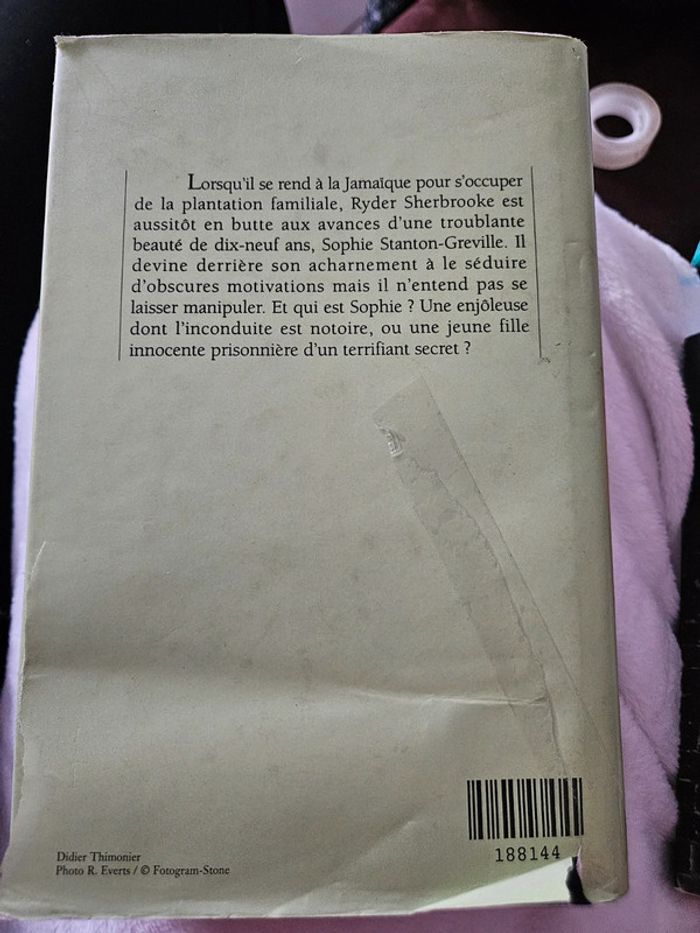 Lorsqu'il se rend à la Jamaïque pour s'occuper
de la plantation familiale, Ryder Sherbrooke est
aussitôt en butte aux avances d'une troublante
beauté de dix-neuf ans, Sophie Stanton-Greville. Il
devine derrière son acharnement à le séduire
d'obscures motivations mais il n'entend pas se
laisser manipuler. Et qui est Sophie ? Une enjôleuse
dont l'inconduite est notoire, ou une jeune fille
innocente prisonnière d'un terrifiant secret ?
188144
Didier Thimonier
Photo R. Everts / © Fotogram-Stone